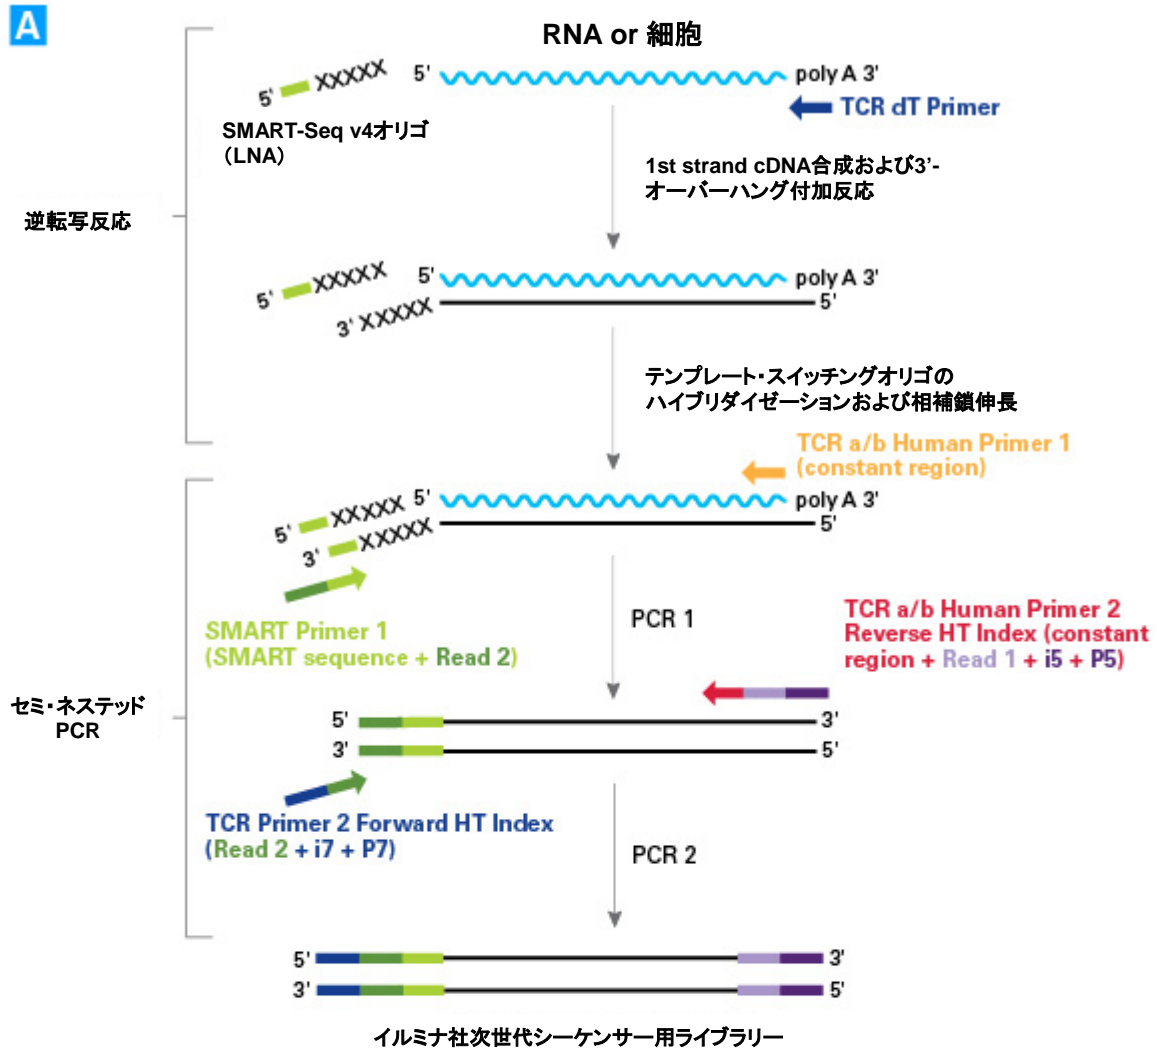 A
RNA or 細胞
5' XXXXX
5'
poly A 3'
TCR dT Primer
SMART-Seq v4オリゴ
（LNA）
1st strand cDNA合成および3’-
オーバーハング付加反応
逆転写反応
5' XXXXX
5'
poly A 3'
3' XXXXX
5'
テンプレート・スイッチングオリゴの
ハイブリダイゼーションおよび相補鎖伸長
TCR a/b Human Primer 1
(constant region)
5' XXXXX
5'
poly A 3'
3' XXXXX
5'
PCR 1
SMART Primer 1
(SMART sequence + Read 2)
TCR a/b Human Primer 2
Reverse HT Index (constant
region + Read 1 + i5 + P5)
セミ・ネステッド
PCR
5'
3'
3'
5'
TCR Primer 2 Forward HT Index
(Read 2 + i7 + P7)
PCR 2
5'
3'
3'
5'
イルミナ社次世代シーケンサー用ライブラリー